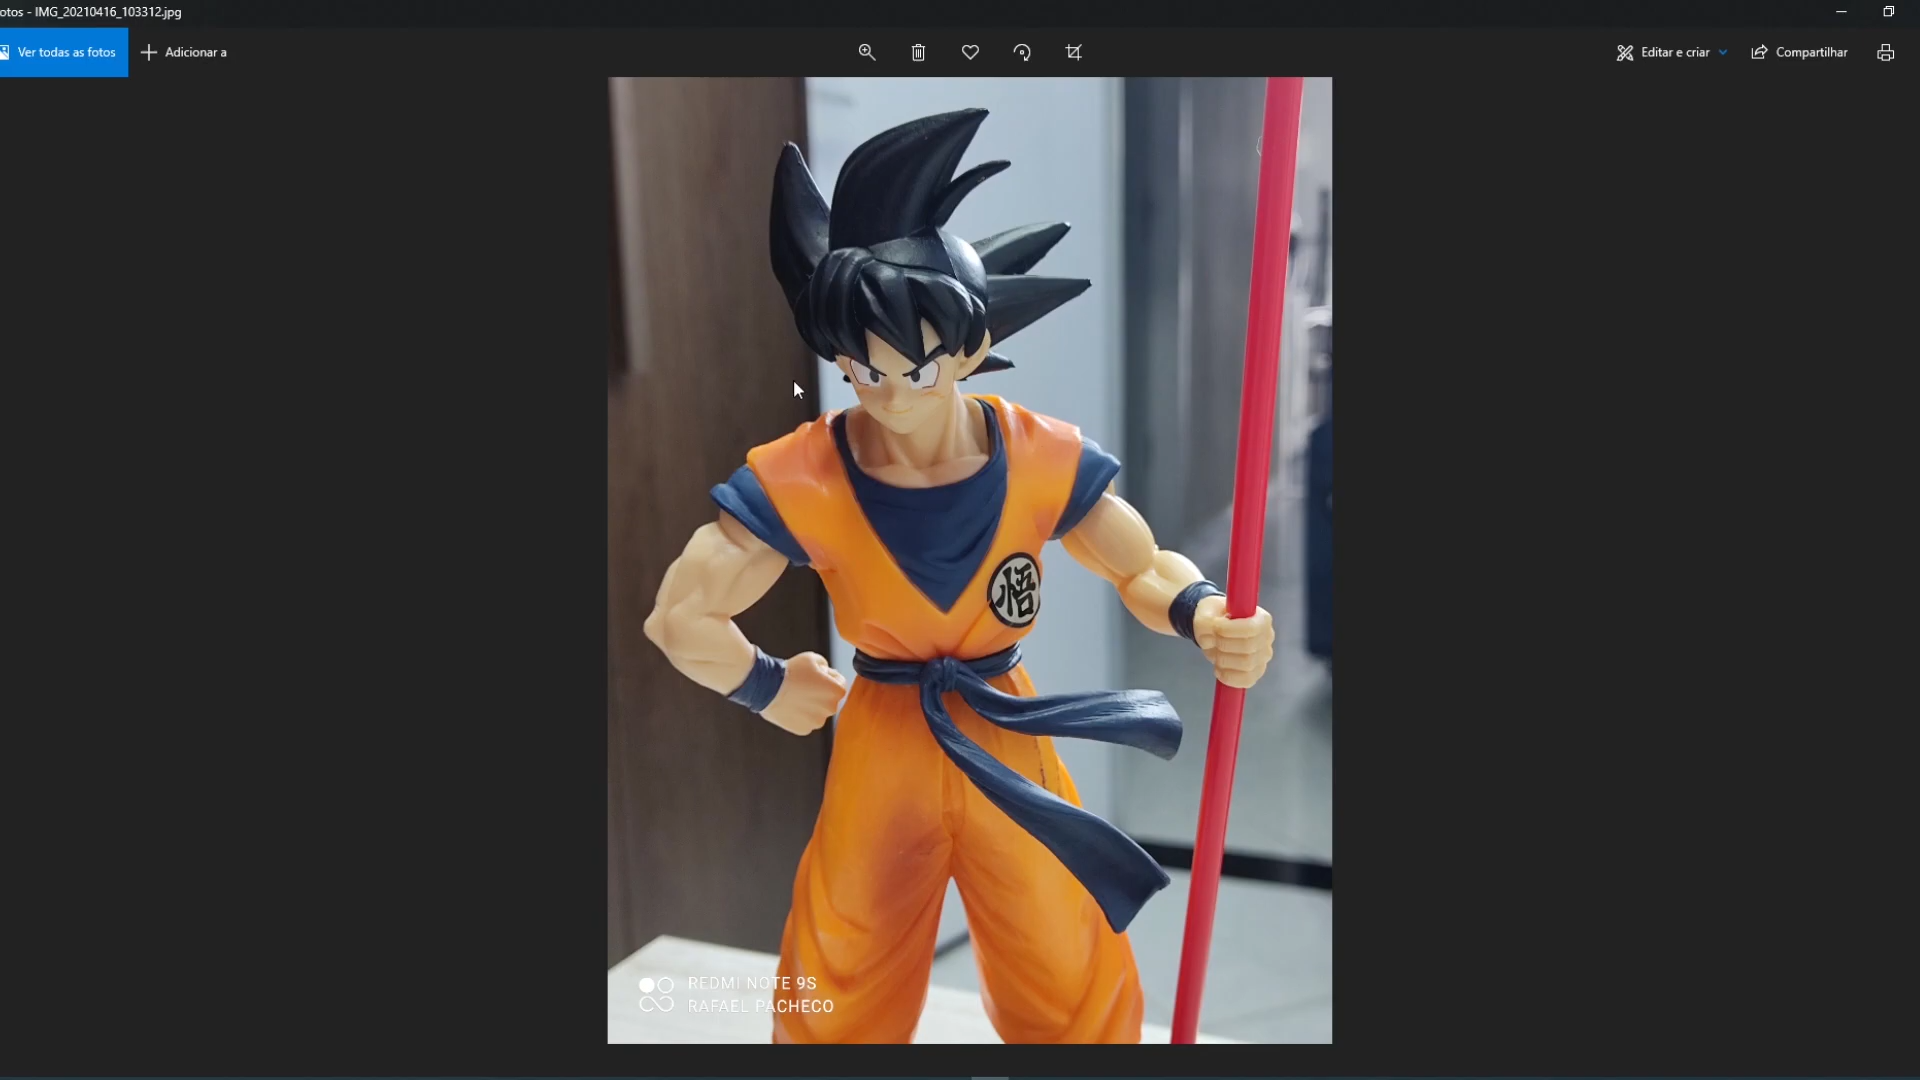 otos - IMG_20210416_103312.jpg
Ver todas as fotos
Adicionar a
Editar e criar
Compartilhar
悟
REDMI NOTE 9S
RAFAEL PACHECO